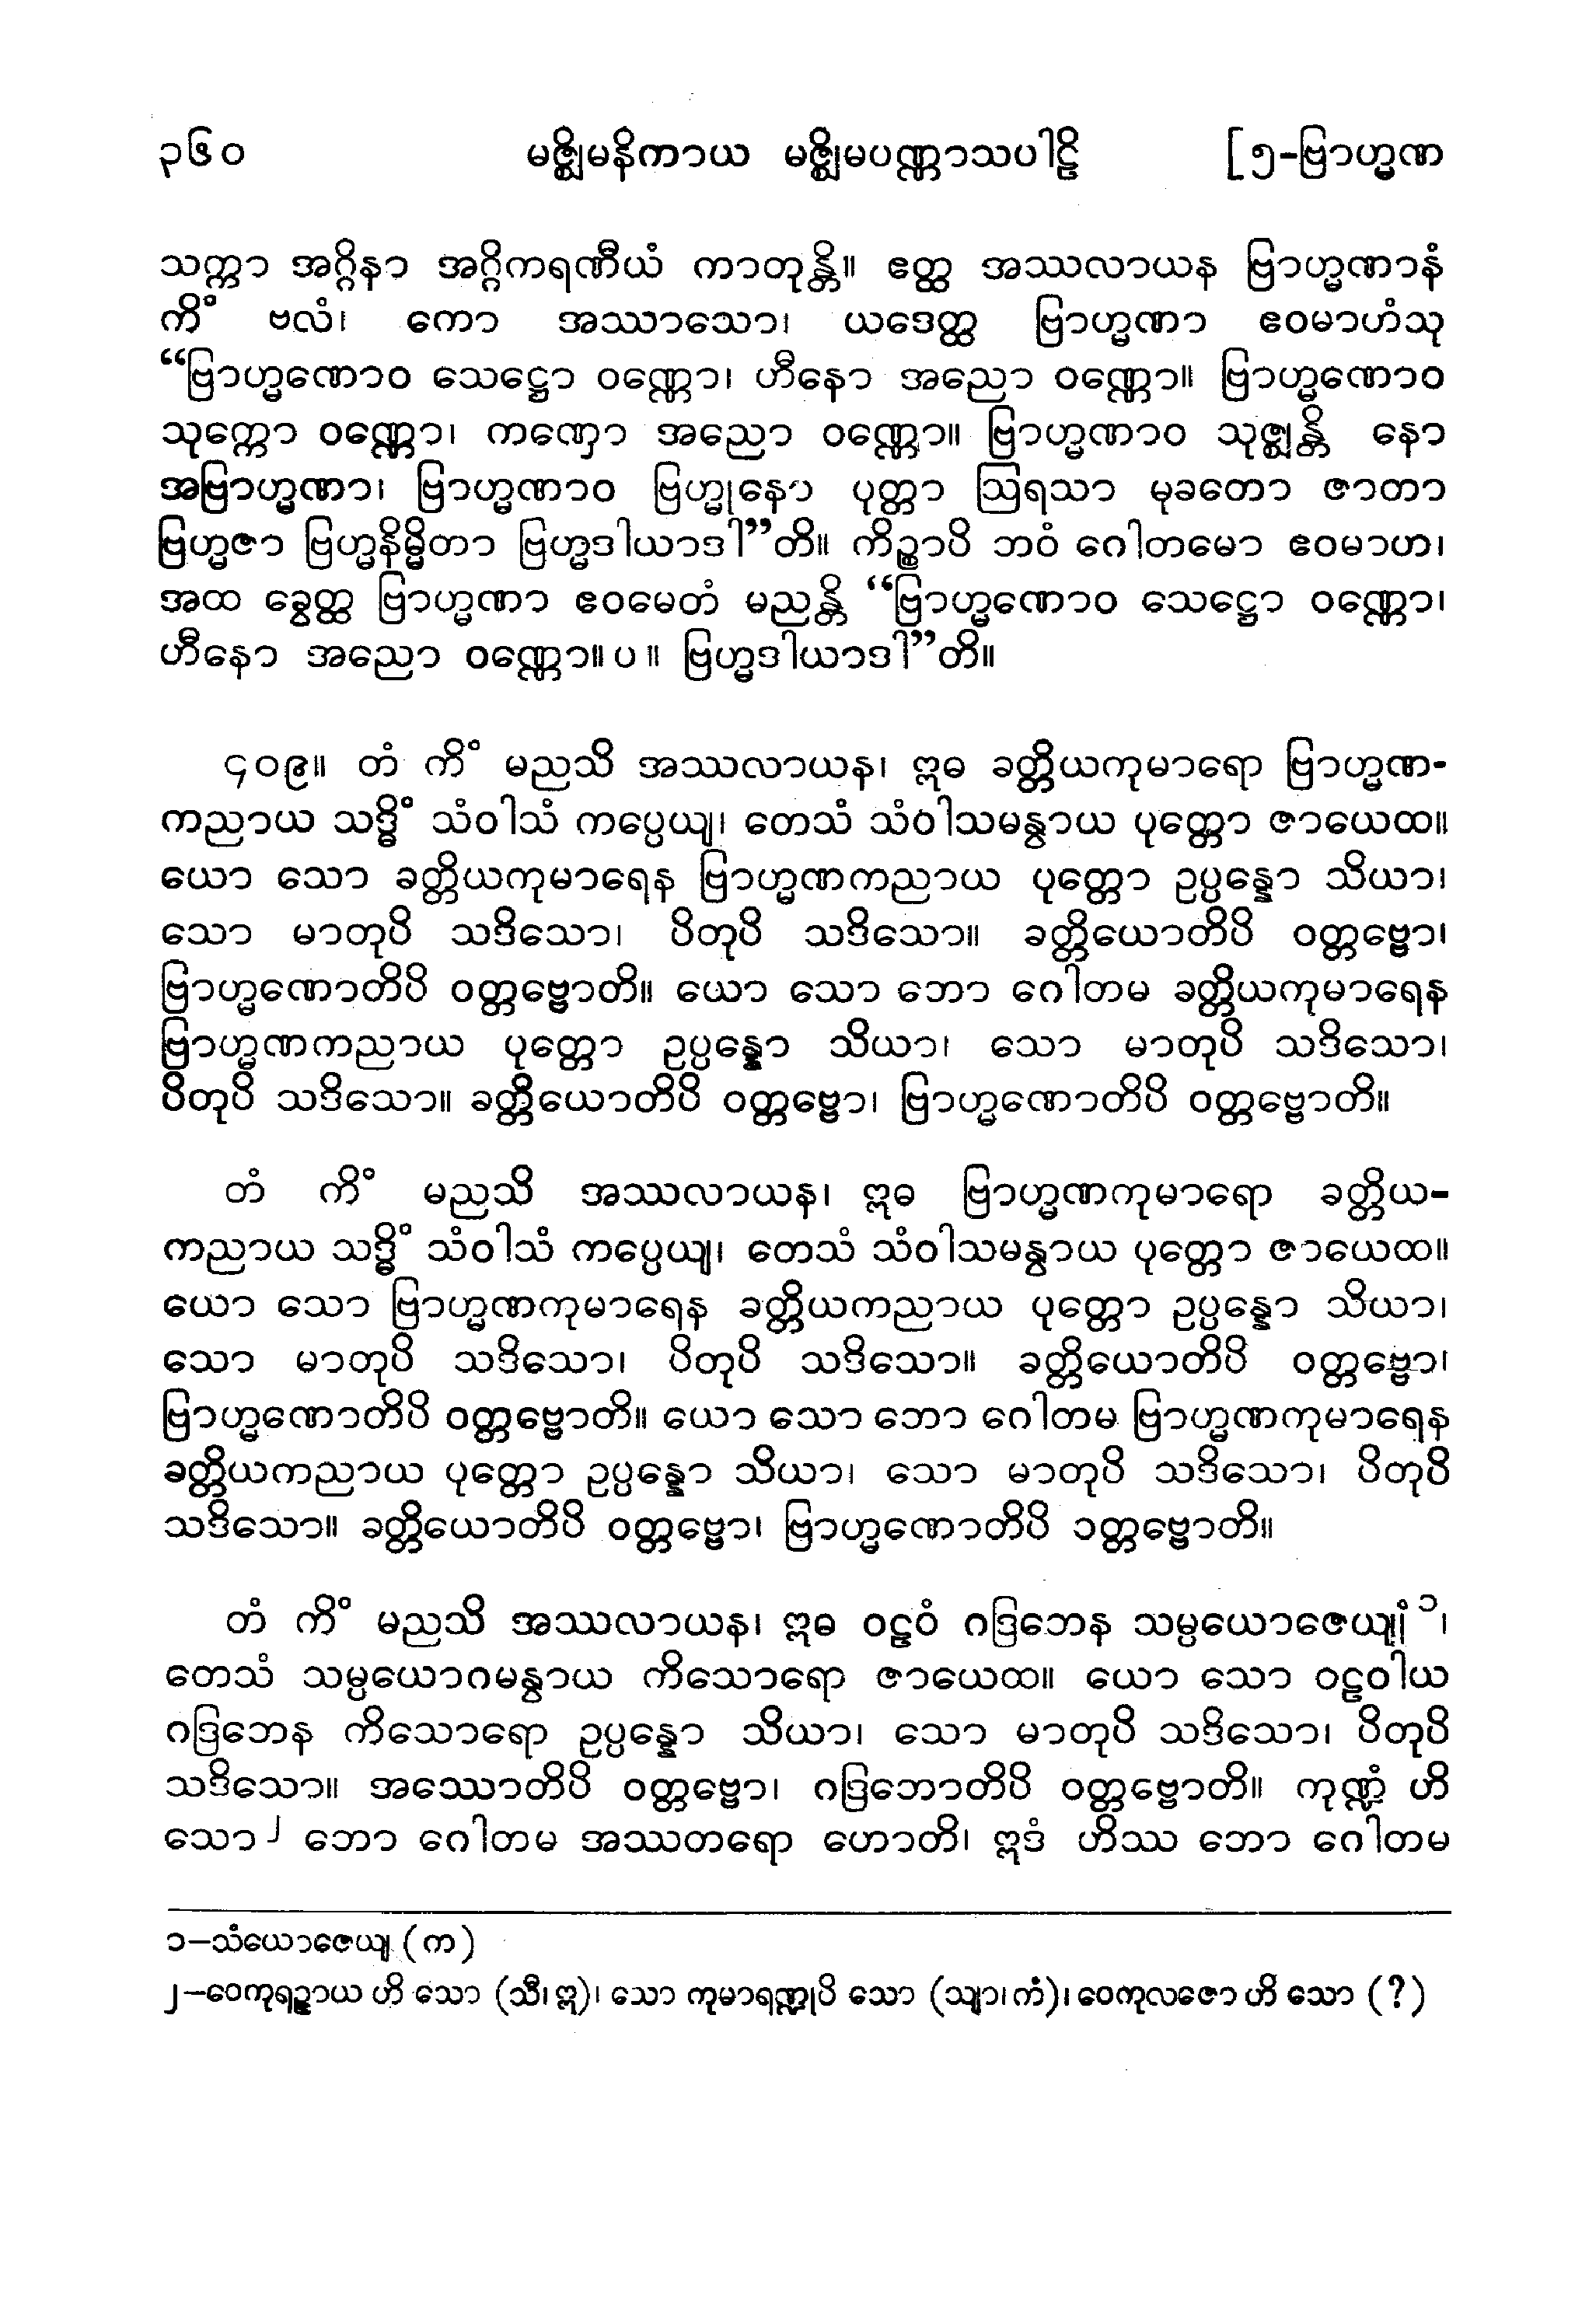 ၃၆၀ မဇ္ဈိမနိကာယ မဇ္ဈိမပဏ္ဏာသပါဠိ [၅-ဗြာဟ္မဏ
သက္ကာ အဂ္ဂိနာ အဂ္ဂိကရဏီယံ ကာတုန္တိ။ ဧတ္ထ အဿလာယန ဗြာဟ္မဏာနံ
ကိံ ဗလံ၊ ကော အဿာသော၊ ယဒေတ္ထ ဗြာဟ္မဏာ ဧဝမာဟံသု
“ဗြာဟ္မဏောဝ သေဋ္ဌော ဝဏ္ဏော၊ ဟီနော အညော ဝဏ္ဏော။ ဗြာဟ္မဏောဝ
သုက္ကော ဝဏ္ဏော၊ ကဏှော အညော ဝဏ္ဏော။ ဗြာဟ္မဏာဝ သုဇ္ဈန္တိ နော
အဗြာဟ္မဏာ၊ ဗြာဟ္မဏာဝ ဗြဟ္မုနော ပုတ္တာ ဩရသာ မုခတော ဇာတာ
ဗြဟ္မဇာ ဗြဟ္မနိမ္မိတာ ဗြဟ္မဒါယာဒါ”တိ။ ကိဉ္စာပိ ဘဝံ ဂေါတမော ဧဝမာဟ၊
အထ ခွေတ္ထ ဗြာဟ္မဏာ ဧဝမေတံ မညန္တိ “ဗြာဟ္မဏောဝ သေဋ္ဌော ဝဏ္ဏော၊
ဟီနော အညော ဝဏ္ဏော။ ပ ။ ဗြဟ္မဒါယာဒါ”တိ။
၄၀၉။ တံ ကိံ မညသိ အဿလာယန၊ ဣဓ ခတ္တိယကုမာရော ဗြာဟ္မဏ-
ကညာယ သဒ္ဓိံ သံဝါသံ ကပ္ပေယျ၊ တေသံ သံဝါသမန္ွာယ ပုတ္တော ဇာယေထ။
ယော သော ခတ္တိယကုမာရေန ဗြာဟ္မဏကညာယ ပုတ္တော ဥပ္ပန္နော သိယာ၊
သော မာတုပိ သဒိသော၊ ပိတုပိ သဒိသော။ ခတ္တိယောတိပိ ဝတ္တဗ္ဗော၊
ဗြာဟ္မဏောတိပိ ဝတ္တဗ္ဗောတိ။ ယော သော ဘော ဂေါတမ ခတ္တိယကုမာရေန
ဗြာဟ္မဏကညာယ ပုတ္တော ဥပ္ပန္နော သိယာ၊ သော မာတုပိ သဒိသော၊
ပိတုပိ သဒိသော။ ခတ္တိယောတိပိ ဝတ္တဗ္ဗော၊ ဗြာဟ္မဏောတိပိ ဝတ္တဗ္ဗောတိ။
တံ ကိံ မညသိ အဿလာယန၊ ဣဓ ဗြာဟ္မဏကုမာရော ခတ္တိယ-
ကညာယ သဒ္ဓိံ သံဝါသံ ကပ္ပေယျ၊ တေသံ သံဝါသမန္ွာယ ပုတ္တော ဇာယေထ။
ယော သော ဗြာဟ္မဏကုမာရေန ခတ္တိယကညာယ ပုတ္တော ဥပ္ပန္နော သိယာ၊
သော မာတုပိ သဒိသော၊ ပိတုပိ သဒိသော။ ခတ္တိယောတိပိ ဝတ္တဗ္ဗော၊
ဗြာဟ္မဏောတိပိ ဝတ္တဗ္ဗောတိ။ ယော သော ဘော ဂေါတမ ဗြာဟ္မဏကုမာရေန
ခတ္တိယကညာယ ပုတ္တော ဥပ္ပန္နော သိယာ၊ သော မာတုပိ သဒိသော၊ ပိတုပိ
သဒိသော။ ခတ္တိယောတိပိ ဝတ္တဗ္ဗော၊ ဗြာဟ္မဏောတိပိ ဝတ္တဗ္ဗောတိ။
တံ ကိံ မညသိ အဿလာယန၊ ဣဓ ဝဠဝံ ဂဒြဘေန သမ္ပယောဇေယျုံ ၁၊
တေသံ သမ္ပယောဂမန္ွာယ ကိသောရော ဇာယေထ။ ယော သော ဝဠဝါယ
ဂဒြဘေန ကိသောရော ဥပ္ပန္နော သိယာ၊ သော မာတုပိ သဒိသော၊ ပိတုပိ
သဒိသော။ အဿောတိပိ ဝတ္တဗ္ဗော၊ ဂဒြဘောတိပိ ဝတ္တဗ္ဗောတိ။ ကုဏ္ဍံ ဟိ
သော ၂ ဘော ဂေါတမ အဿတရော ဟောတိ၊ ဣဒံ ဟိဿ ဘော ဂေါတမ
၁–သံယောဇေယျ (က)
၂–ဝေကုရဉ္ဇာယ ဟိ သော (သီ၊ ဣ)၊ သော ကုမာရဏ္ဍုပိ သော (သျာ၊ ကံ)၊ ဝေကုလဇော ဟိ သော (?)